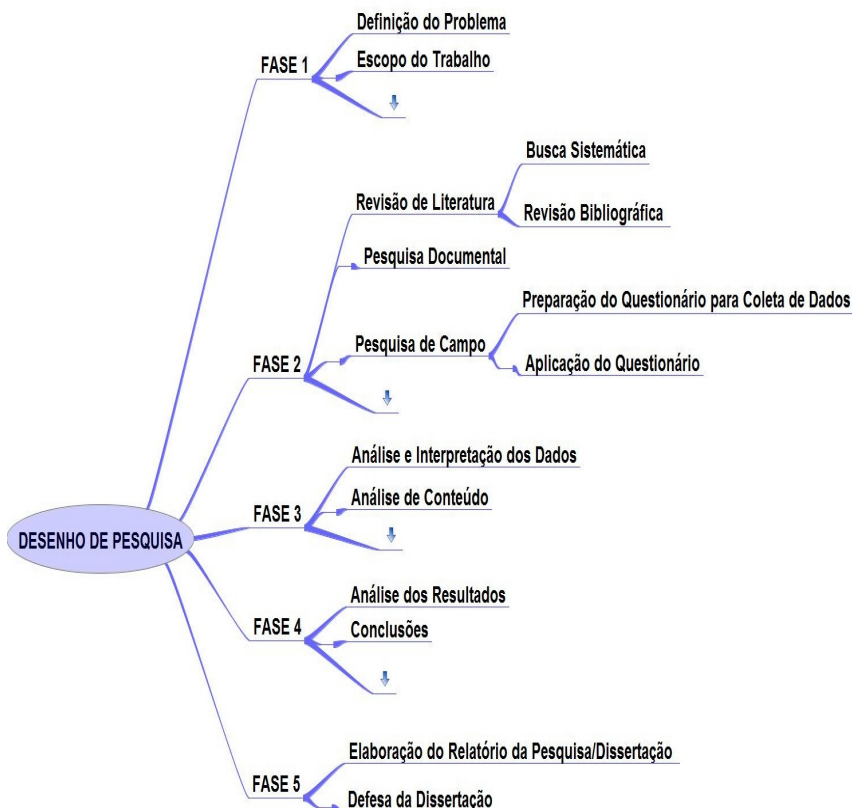 DESENHO DE PESQUISA
FASE 1
Definição do Problema
Escopo do Trabalho
FASE 2
Revisão de Literatura
Busca Sistemática
Revisão Bibliográfica
Pesquisa Documental
Pesquisa de Campo
Preparação do Questionário para Coleta de Dados
Aplicação do Questionário
FASE 3
Análise e Interpretação dos Dados
Análise de Conteúdo
FASE 4
Análise dos Resultados
Conclusões
FASE 5
Elaboração do Relatório da Pesquisa/Dissertação
Defesa da Dissertação